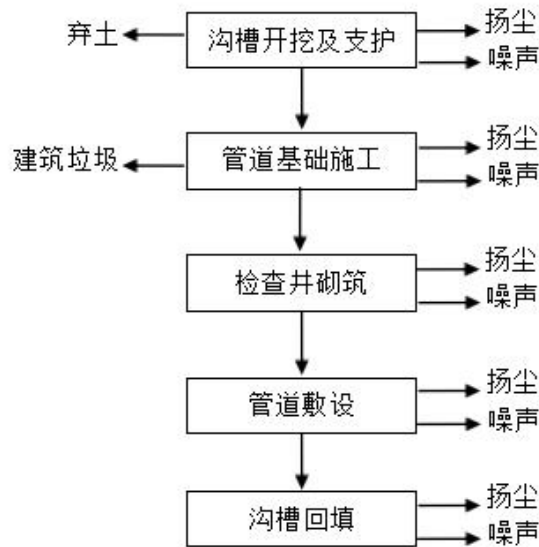 弃土
沟槽开挖及支护
扬尘
噪声
建筑垃圾
管道基础施工
扬尘
噪声
检查井砌筑
扬尘
噪声
管道敷设
扬尘
噪声
沟槽回填
扬尘
噪声